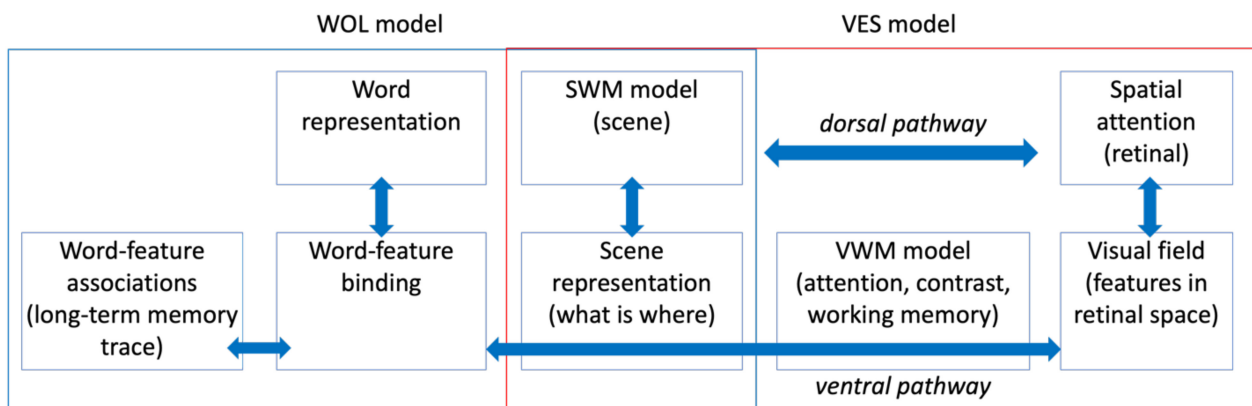 WOL model
VES model
Word
representation
SWM model
(scene)
dorsal pathway
Spatial
attention
(retinal)
Word-feature
associations
(long-term memory
trace)
Word-feature
binding
Scene
representation
(what is where)
VWM model
(attention, contrast,
working memory)
Visual field
(features in
retinal space)
ventral pathway